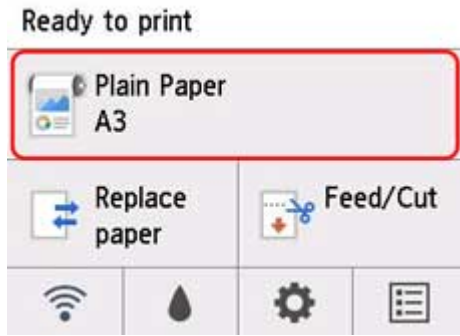 Ready to print
Plain Paper
A3
Replace
paper
Feed/Cut